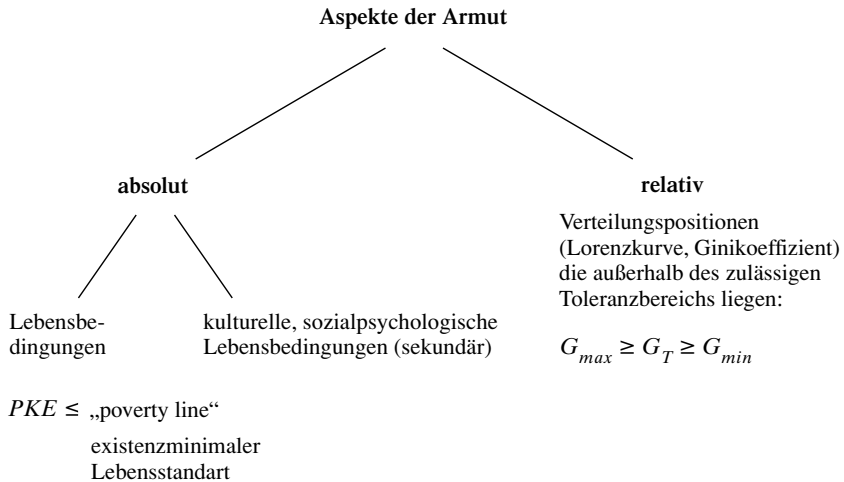 Aspekte der Armut
absolut
relativ
Verteilungspositionen
(Lorenzkurve, Ginikoeffizient)
die außerhalb des zulässigen
Toleranzbereichs liegen:
G_max ≥ G_T ≥ G_min
Lebensbe-
dingungen
kulturelle, sozialpsychologische
Lebensbedingungen (sekundär)
PKE ≤ „poverty line“
existenzminimaler
Lebensstandart